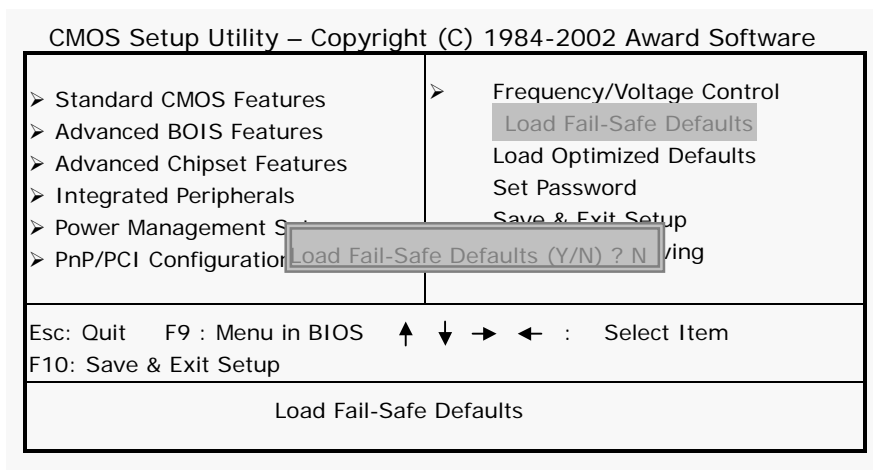 CMOS Setup Utility – Copyright (C) 1984-2002 Award Software
➢ Standard CMOS Features
➢ Advanced BOIS Features
➢ Advanced Chipset Features
➢ Integrated Peripherals
➢ Power Management
➢ PnP/PCI Configuration
➢ Frequency/Voltage Control
Load Fail-Safe Defaults
Load Optimized Defaults
Set Password
Save & Exit Setup
Load Fail-Safe Defaults (Y/N) ? N
Esc: Quit F9 : Menu in BIOS ↑ ↓ → ← : Select Item
F10: Save & Exit Setup
Load Fail-Safe Defaults